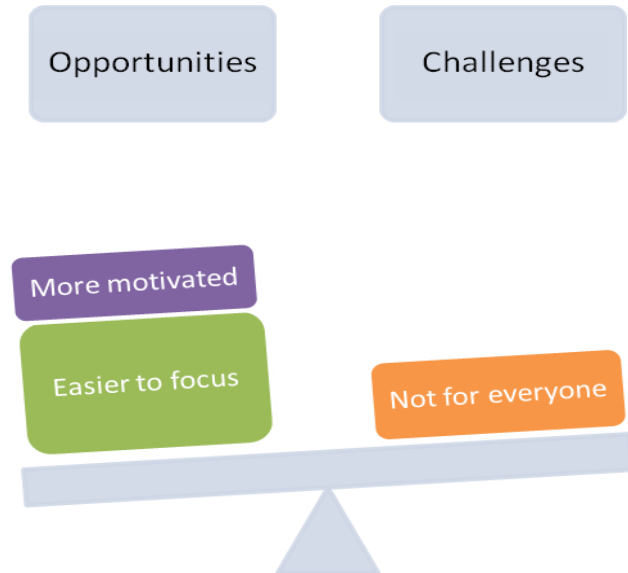 Opportunities
Challenges
More motivated
Easier to focus
Not for everyone